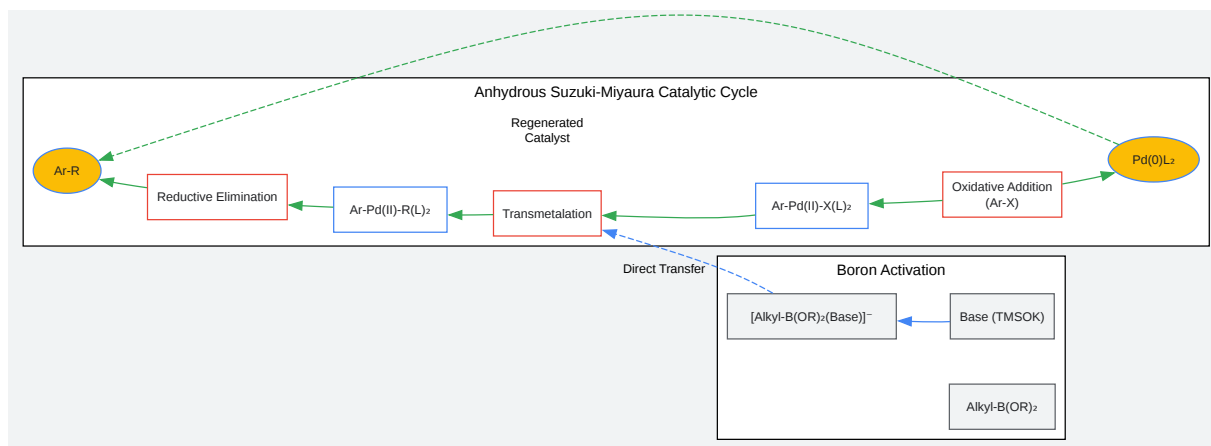 Anhydrous Suzuki-Miyaura Catalytic Cycle
Regenerated
Catalyst
Ar-R
Reductive Elimination
Ar-Pd(II)-R(L)₂
Transmetalation
Ar-Pd(II)-X(L)₂
Oxidative Addition
(Ar-X)
Pd(0)L₂
Direct Transfer
Boron Activation
[Alkyl-B(OR)₂(Base)]⁻
Base (TMSOK)
Alkyl-B(OR)₂